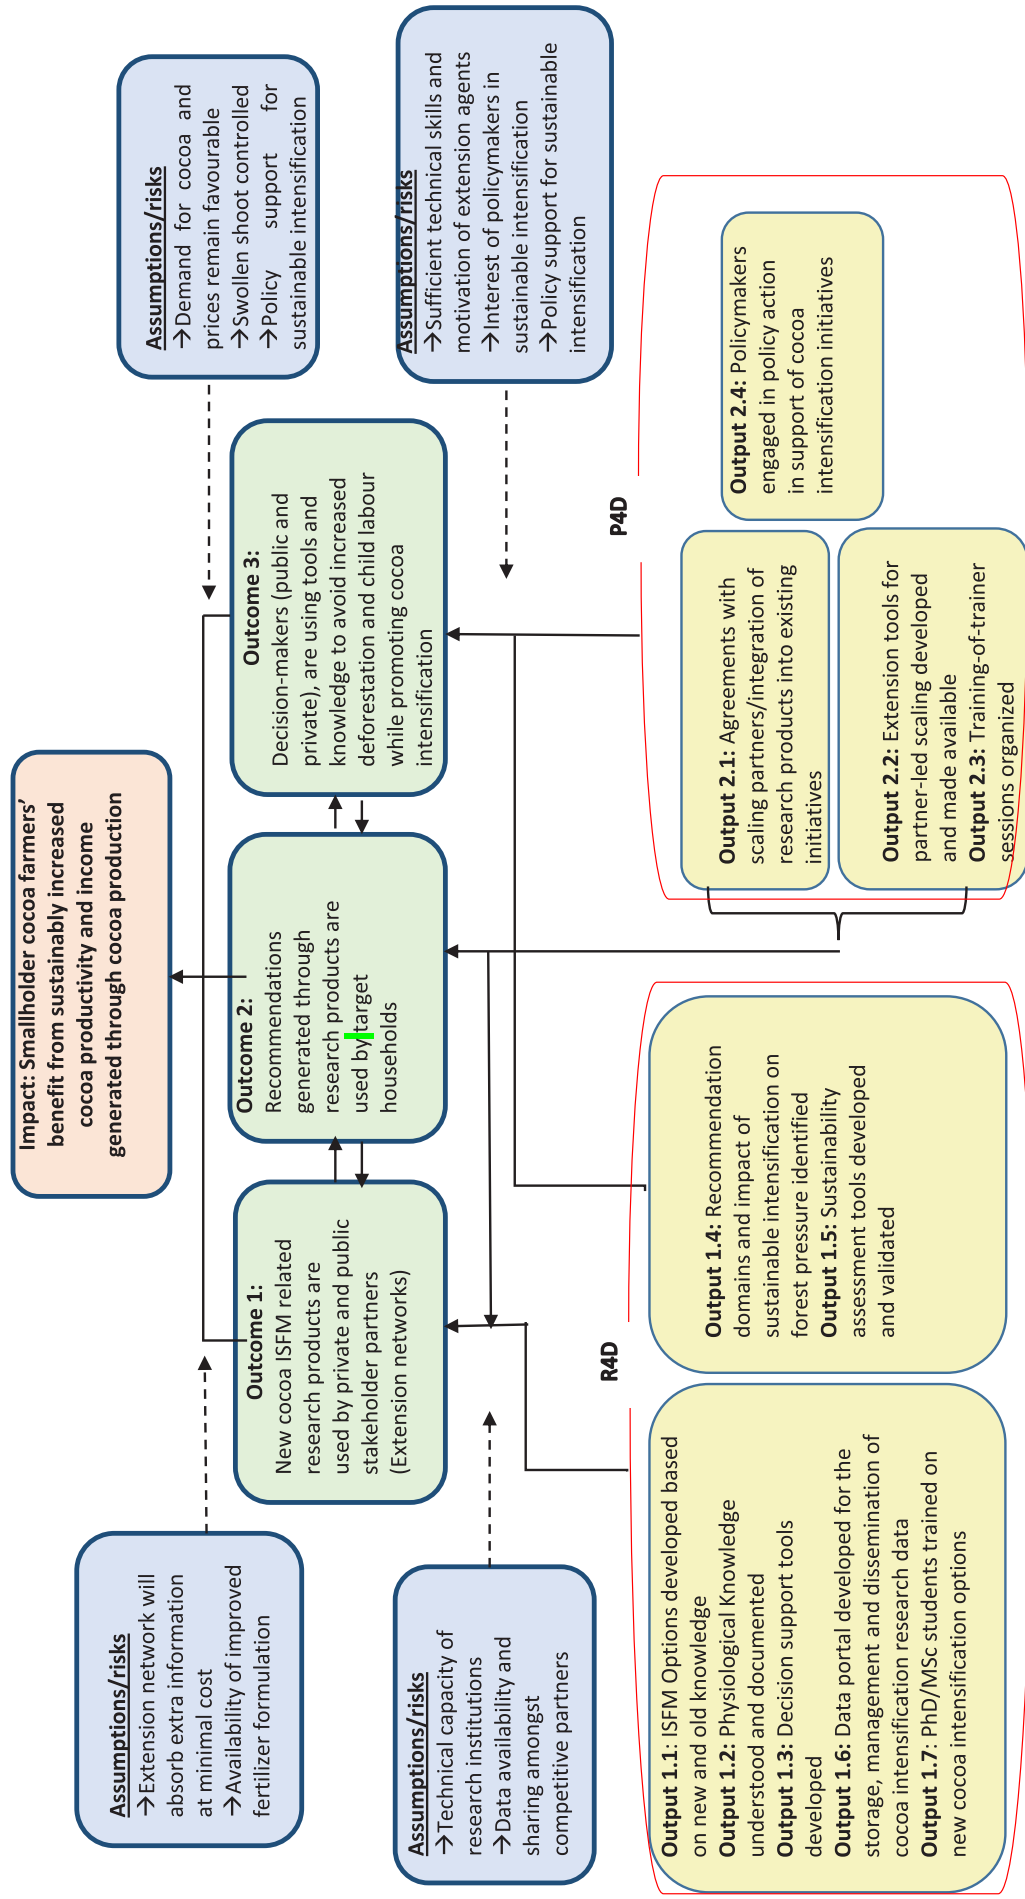 Impact: Smallholder cocoa farmers'
benefit from sustainably increased
cocoa productivity and income
generated through cocoa production
Assumptions/risks
→Extension network will
absorb extra information
at minimal cost
→Availability of improved
fertilizer formulation
Assumptions/risks
→Demand for cocoa and
prices remain favourable
→Swollen shoot controlled
→Policy support for
sustainable intensification
Outcome 1:
New cocoa ISFM related
research products are
used by private and public
stakeholder partners
(Extension networks)
Outcome 2:
Recommendations
generated through
research products are
used by target
households
Outcome 3:
Decision-makers (public and
private), are using tools and
knowledge to avoid increased
deforestation and child labour
while promoting cocoa
intensification
Assumptions/risks
→Technical capacity of
research institutions
→Data availability and
sharing amongst
competitive partners
Assumptions/risks
→Sufficient technical skills and
motivation of extension agents
→Interest of policymakers in
sustainable intensification
→Policy support for sustainable
intensification
R4D
P4D
Output 1.1: ISFM Options developed based
on new and old knowledge
Output 1.2: Physiological Knowledge
understood and documented
Output 1.3: Decision support tools
developed
Output 1.6: Data portal developed for the
storage, management and dissemination of
cocoa intensification research data
Output 1.7: PhD/MSc students trained on
new cocoa intensification options
Output 1.4: Recommendation
domains and impact of
sustainable intensification on
forest pressure identified
Output 1.5: Sustainability
assessment tools developed
and validated
Output 2.1: Agreements with
scaling partners/integration of
research products into existing
initiatives
Output 2.2: Extension tools for
partner-led scaling developed
and made available
Output 2.3: Training-of-trainer
sessions organized
Output 2.4: Policymakers
engaged in policy action
in support of cocoa
intensification initiatives